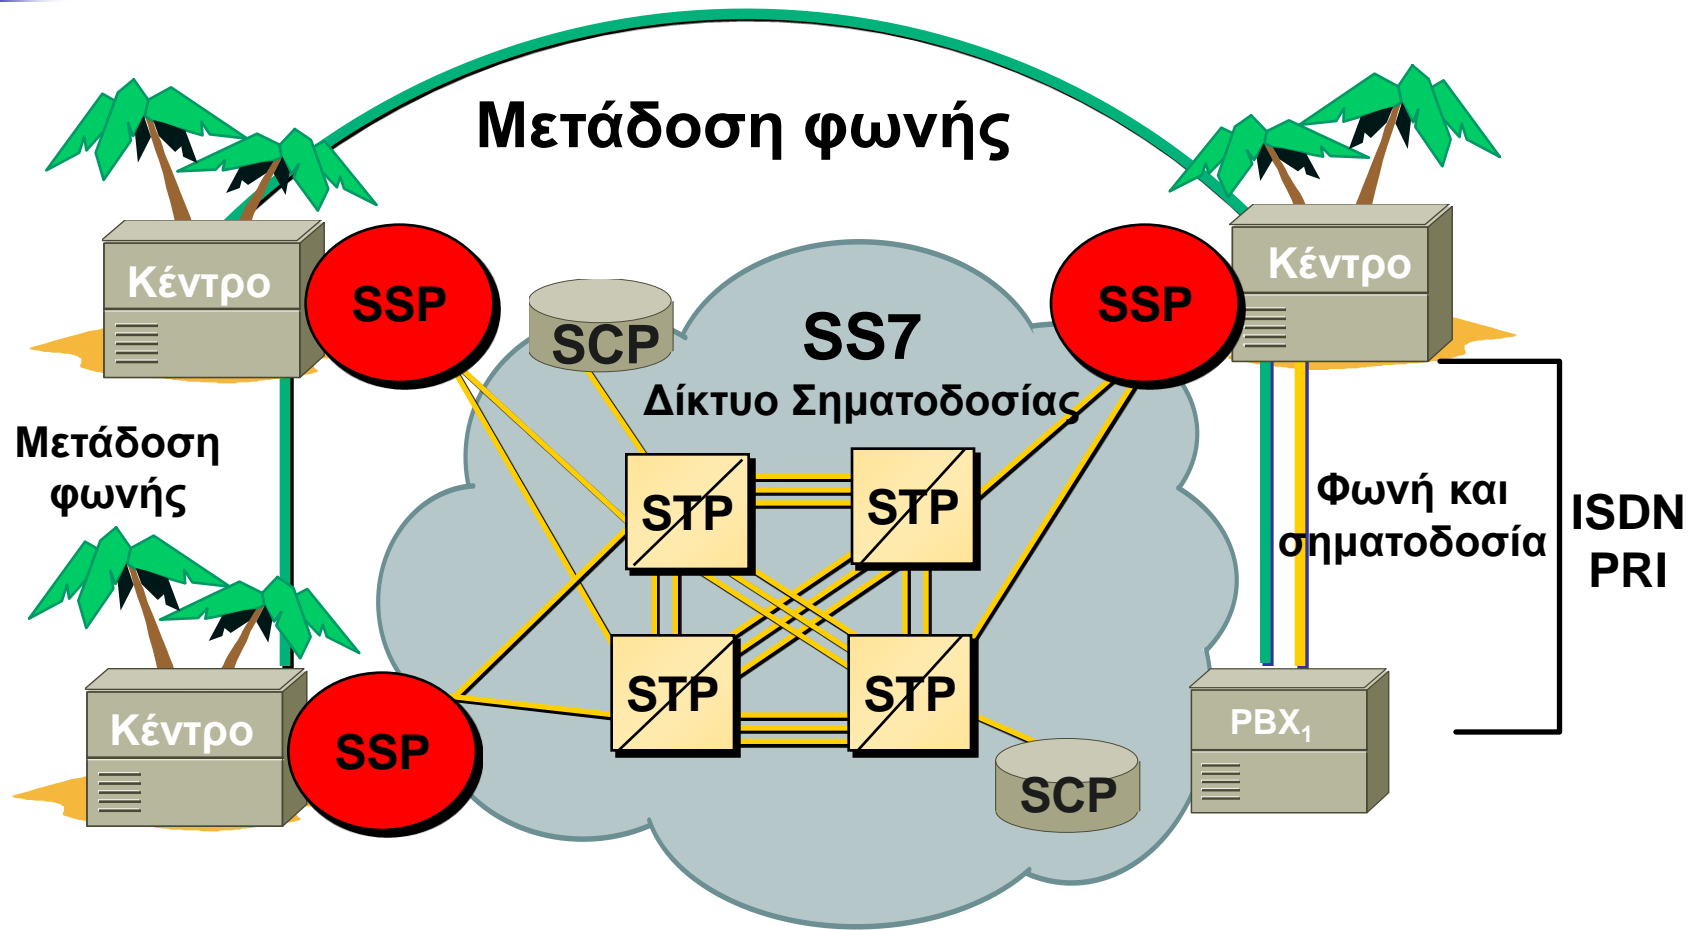 Μετάδοση φωνής
Κέντρο
SSP
SCP
SS7
Δίκτυο Σηματοδοσίας
SSP
Κέντρο
Μετάδοση
φωνής
STP
STP
Φωνή και
σηματοδοσία
ISDN
PRI
STP
STP
Κέντρο
SSP
SCP
PBX₁